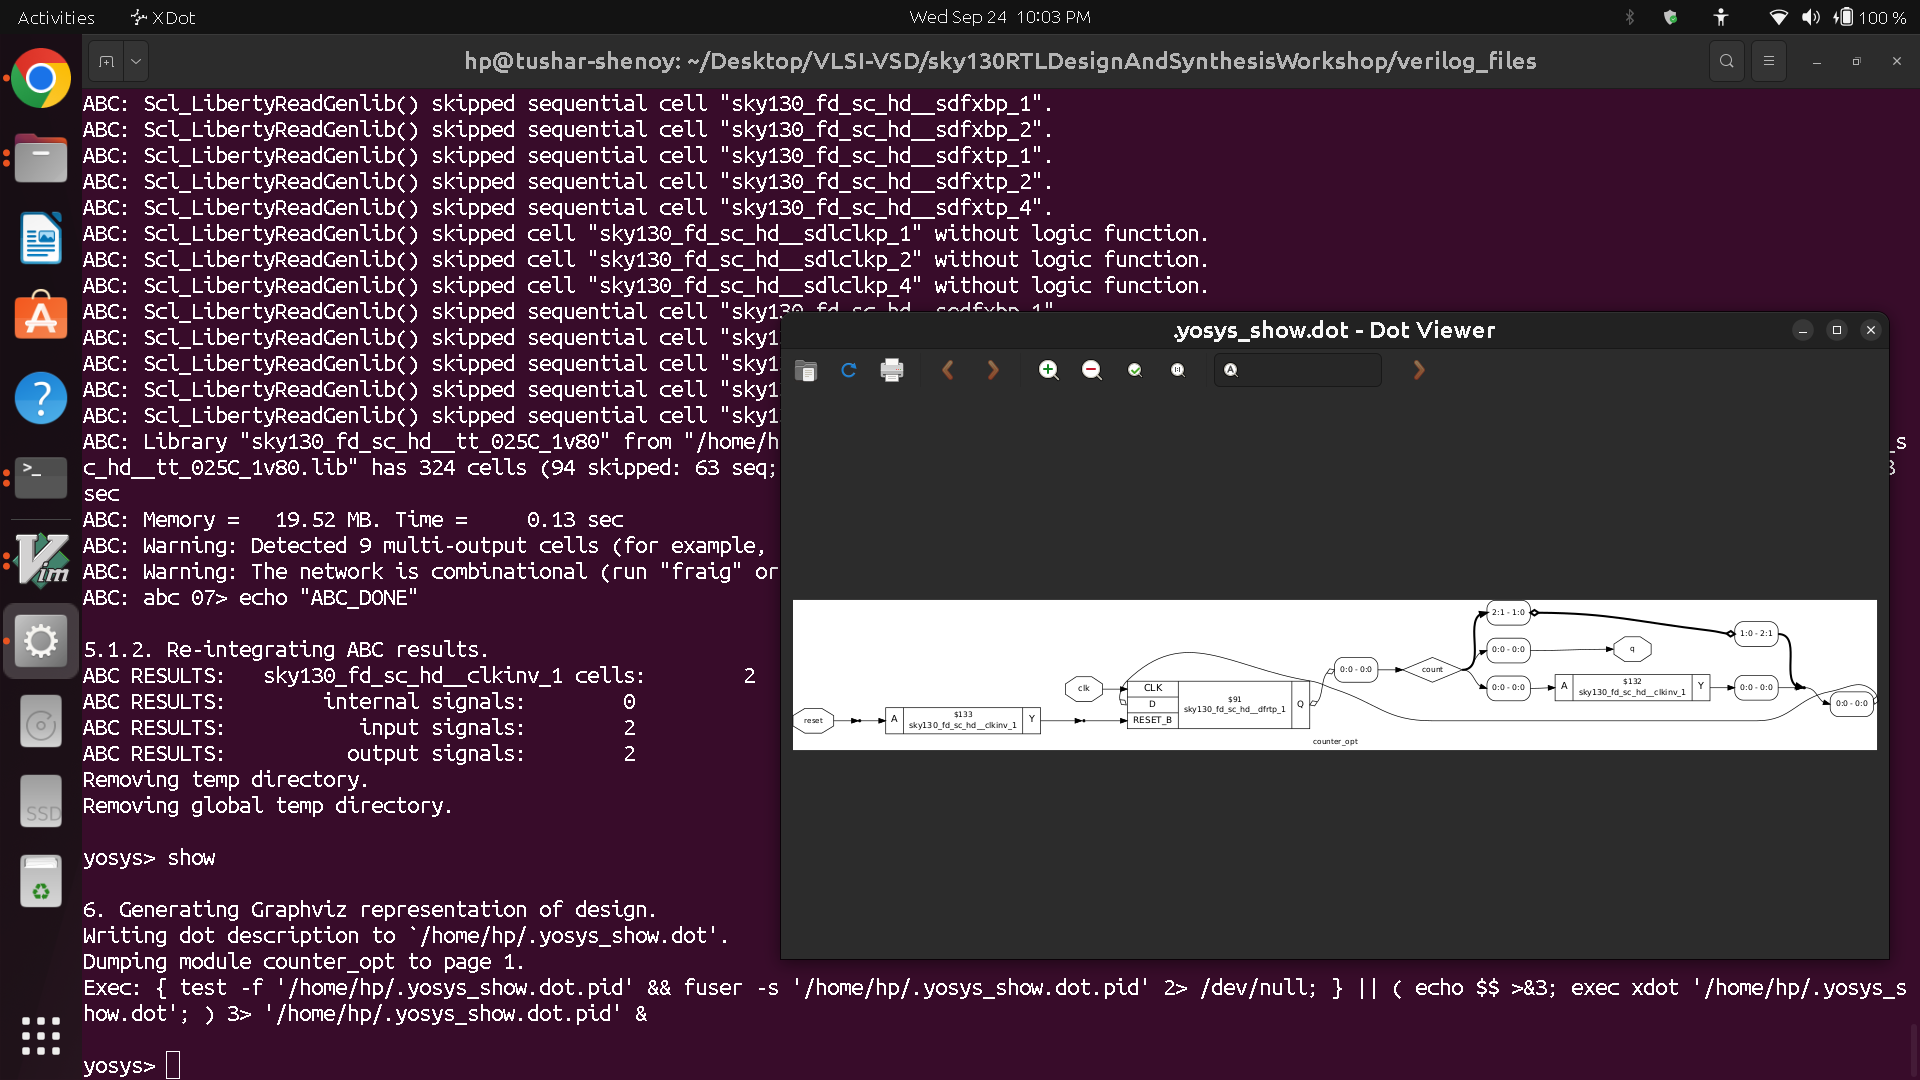 Activities
XDot
Wed Sep 24 10:03 PM
100 %
hp@tushar-shenoy: ~/Desktop/VLSI-VSD/sky130RTLDesignAndSynthesisWorkshop/verilog_files
ABC: Scl_LibertyReadGenlib() skipped sequential cell "sky130_fd_sc_hd__sdfxbp_1".
ABC: Scl_LibertyReadGenlib() skipped sequential cell "sky130_fd_sc_hd__sdfxbp_2".
ABC: Scl_LibertyReadGenlib() skipped sequential cell "sky130_fd_sc_hd__sdfxtp_1".
ABC: Scl_LibertyReadGenlib() skipped sequential cell "sky130_fd_sc_hd__sdfxtp_2".
ABC: Scl_LibertyReadGenlib() skipped sequential cell "sky130_fd_sc_hd__sdfxtp_4".
ABC: Scl_LibertyReadGenlib() skipped cell "sky130_fd_sc_hd__sdlclkp_1" without logic function.
ABC: Scl_LibertyReadGenlib() skipped cell "sky130_fd_sc_hd__sdlclkp_2" without logic function.
ABC: Scl_LibertyReadGenlib() skipped cell "sky130_fd_sc_hd__sdlclkp_4" without logic function.
ABC: Scl_LibertyReadGenlib() skipped sequential cell "sky130_fd_sc_hd__sedfxbp_1".
ABC: Scl_LibertyReadGenlib() skipped sequential cell "sky1
ABC: Scl_LibertyReadGenlib() skipped sequential cell "sky1
ABC: Scl_LibertyReadGenlib() skipped sequential cell "sky1
ABC: Scl_LibertyReadGenlib() skipped sequential cell "sky1
ABC: Library "sky130_fd_sc_hd__tt_025C_1v80" from "/home/h
_s
c_hd__tt_025C_1v80.lib" has 324 cells (94 skipped: 63 seq;
sec
ABC: Memory = 19.52 MB. Time = 0.13 sec
ABC: Warning: Detected 9 multi-output cells (for example,
ABC: Warning: The network is combinational (run "fraig" or
ABC: abc 07> echo "ABC_DONE"
5.1.2. Re-integrating ABC results.
ABC RESULTS: sky130_fd_sc_hd__clkinv_1 cells: 2
ABC RESULTS: internal signals: 0
ABC RESULTS: input signals: 2
ABC RESULTS: output signals: 2
Removing temp directory.
Removing global temp directory.
yosys> show
6. Generating Graphviz representation of design.
Writing dot description to `/home/hp/.yosys_show.dot'.
Dumping module counter_opt to page 1.
Exec: { test -f '/home/hp/.yosys_show.dot.pid' && fuser -s '/home/hp/.yosys_show.dot.pid' 2> /dev/null; } || ( echo $$ >&3; exec xdot '/home/hp/.yosys_s
how.dot'; ) 3> '/home/hp/.yosys_show.dot.pid' &
yosys>
.yosys_show.dot - Dot Viewer
2:1 - 1:0
1:0 - 2:1
0:0 - 0:0
q
0:0 - 0:0
count
clk
CLK
D
RESET_B
$91
sky130_fd_sc_hd__dfrtp_1
Q
0:0 - 0:0
A
$132
sky130_fd_sc_hd__clkinv_1
Y
0:0 - 0:0
0:0 - 0:0
reset
A
$133
sky130_fd_sc_hd__clkinv_1
Y
counter_opt
SSD
Vim